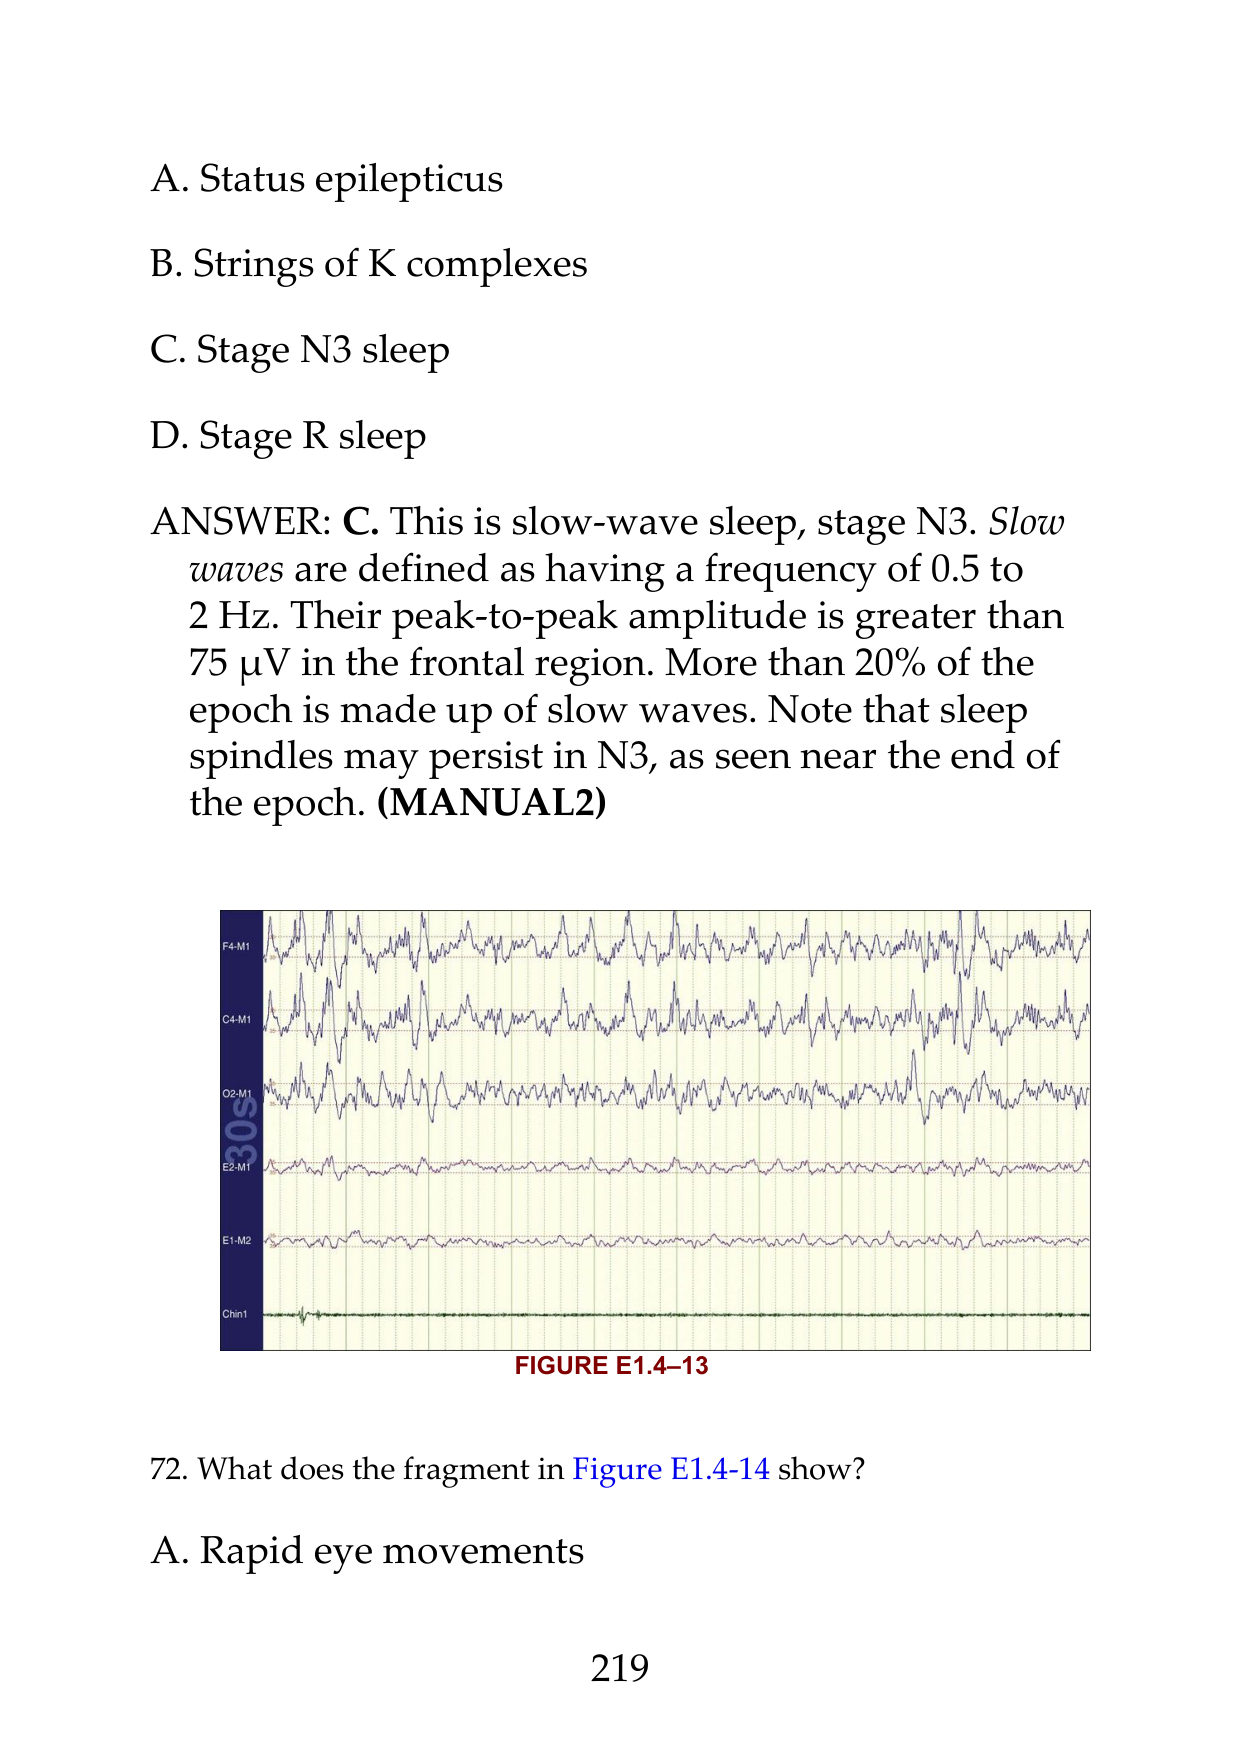 A. Status epilepticus
B. Strings of K complexes
C. Stage N3 sleep
D. Stage R sleep
ANSWER: C. This is slow-wave sleep, stage N3. Slow
waves are defined as having a frequency of 0.5 to
2 Hz. Their peak-to-peak amplitude is greater than
75 µV in the frontal region. More than 20% of the
epoch is made up of slow waves. Note that sleep
spindles may persist in N3, as seen near the end of
the epoch. (MANUAL2)
F4-M1
C4-M1
O2-M1
30s
E2-M1
E1-M2
Chin1
FIGURE E1.4–13
72. What does the fragment in Figure E1.4-14 show?
A. Rapid eye movements
219